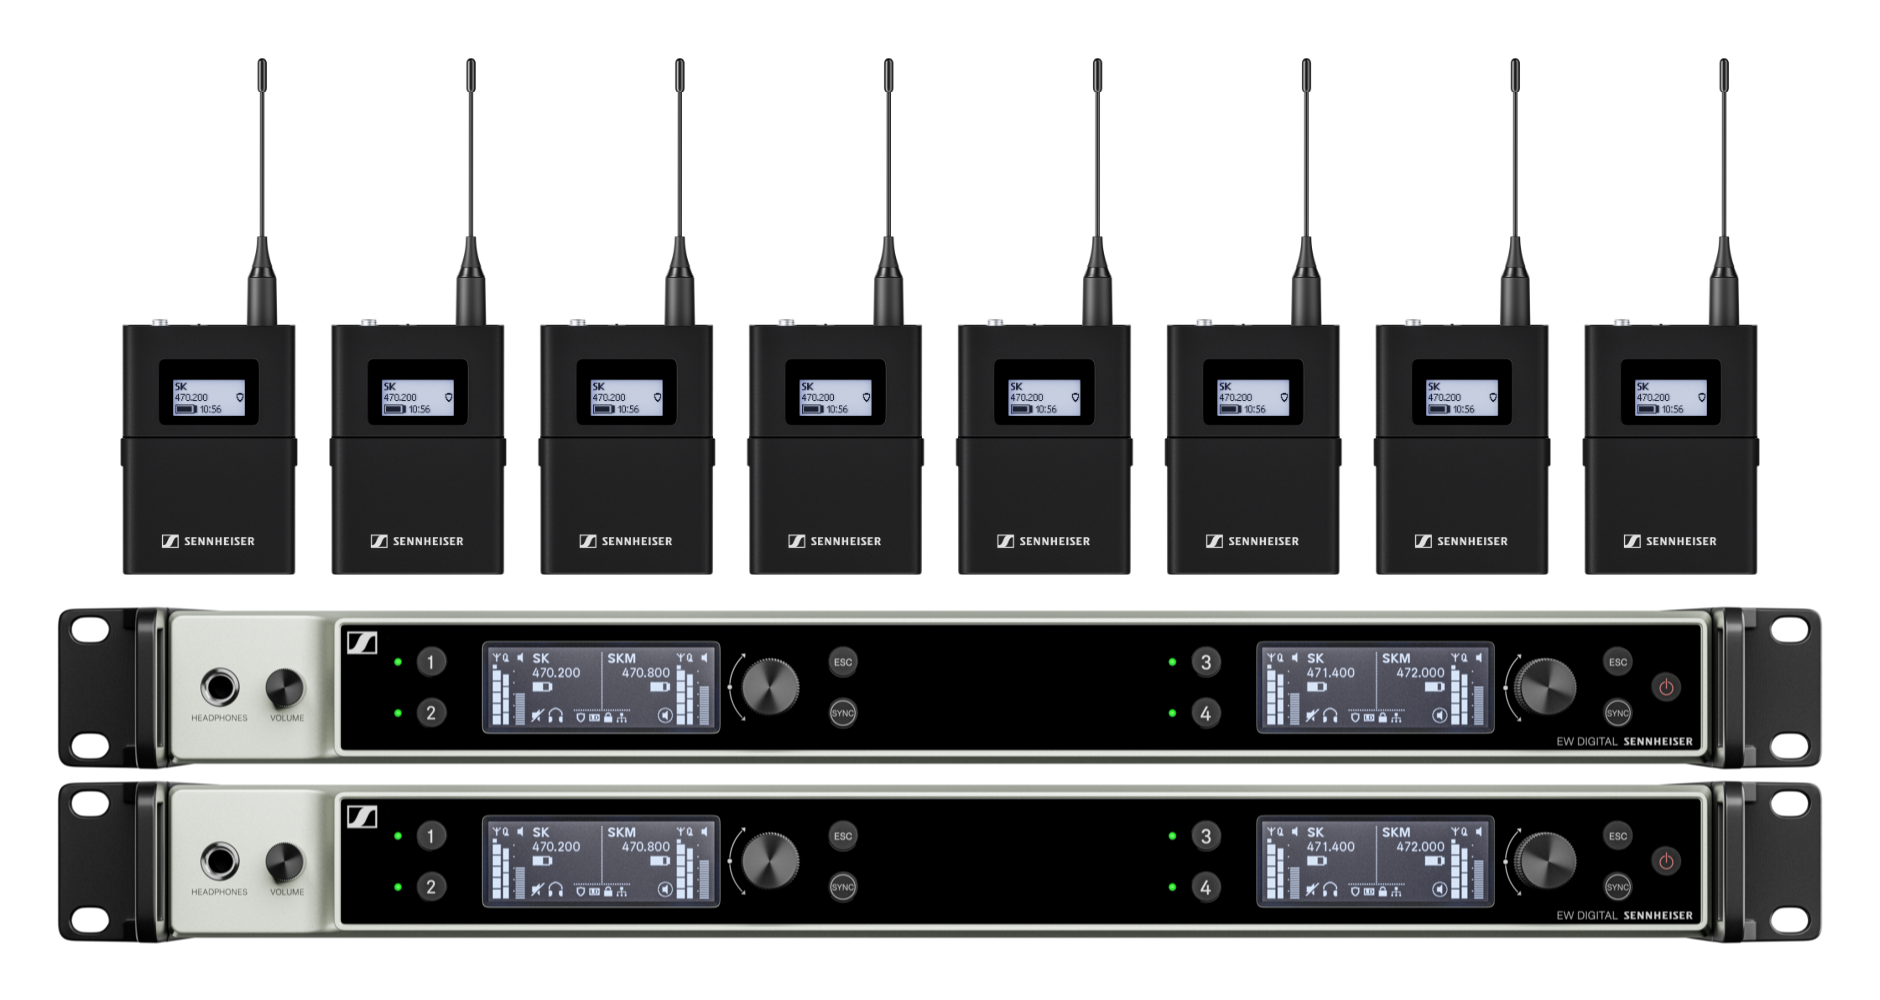 SK
470.200
10:56
SENNHEISER
SK
470.200
10:56
SENNHEISER
SK
470.200
10:56
SENNHEISER
SK
470.200
10:56
SENNHEISER
SK
470.200
10:56
SENNHEISER
SK
470.200
10:56
SENNHEISER
SK
470.200
10:56
SENNHEISER
SK
470.200
10:56
SENNHEISER
HEADPHONES
VOLUME
1
2
SK
470.200
SKM
470.800
ESC
SYNC
3
4
SK
471.400
SKM
472.000
ESC
SYNC
EW DIGITAL SENNHEISER
HEADPHONES
VOLUME
1
2
SK
470.200
SKM
470.800
ESC
SYNC
3
4
SK
471.400
SKM
472.000
ESC
SYNC
EW DIGITAL SENNHEISER